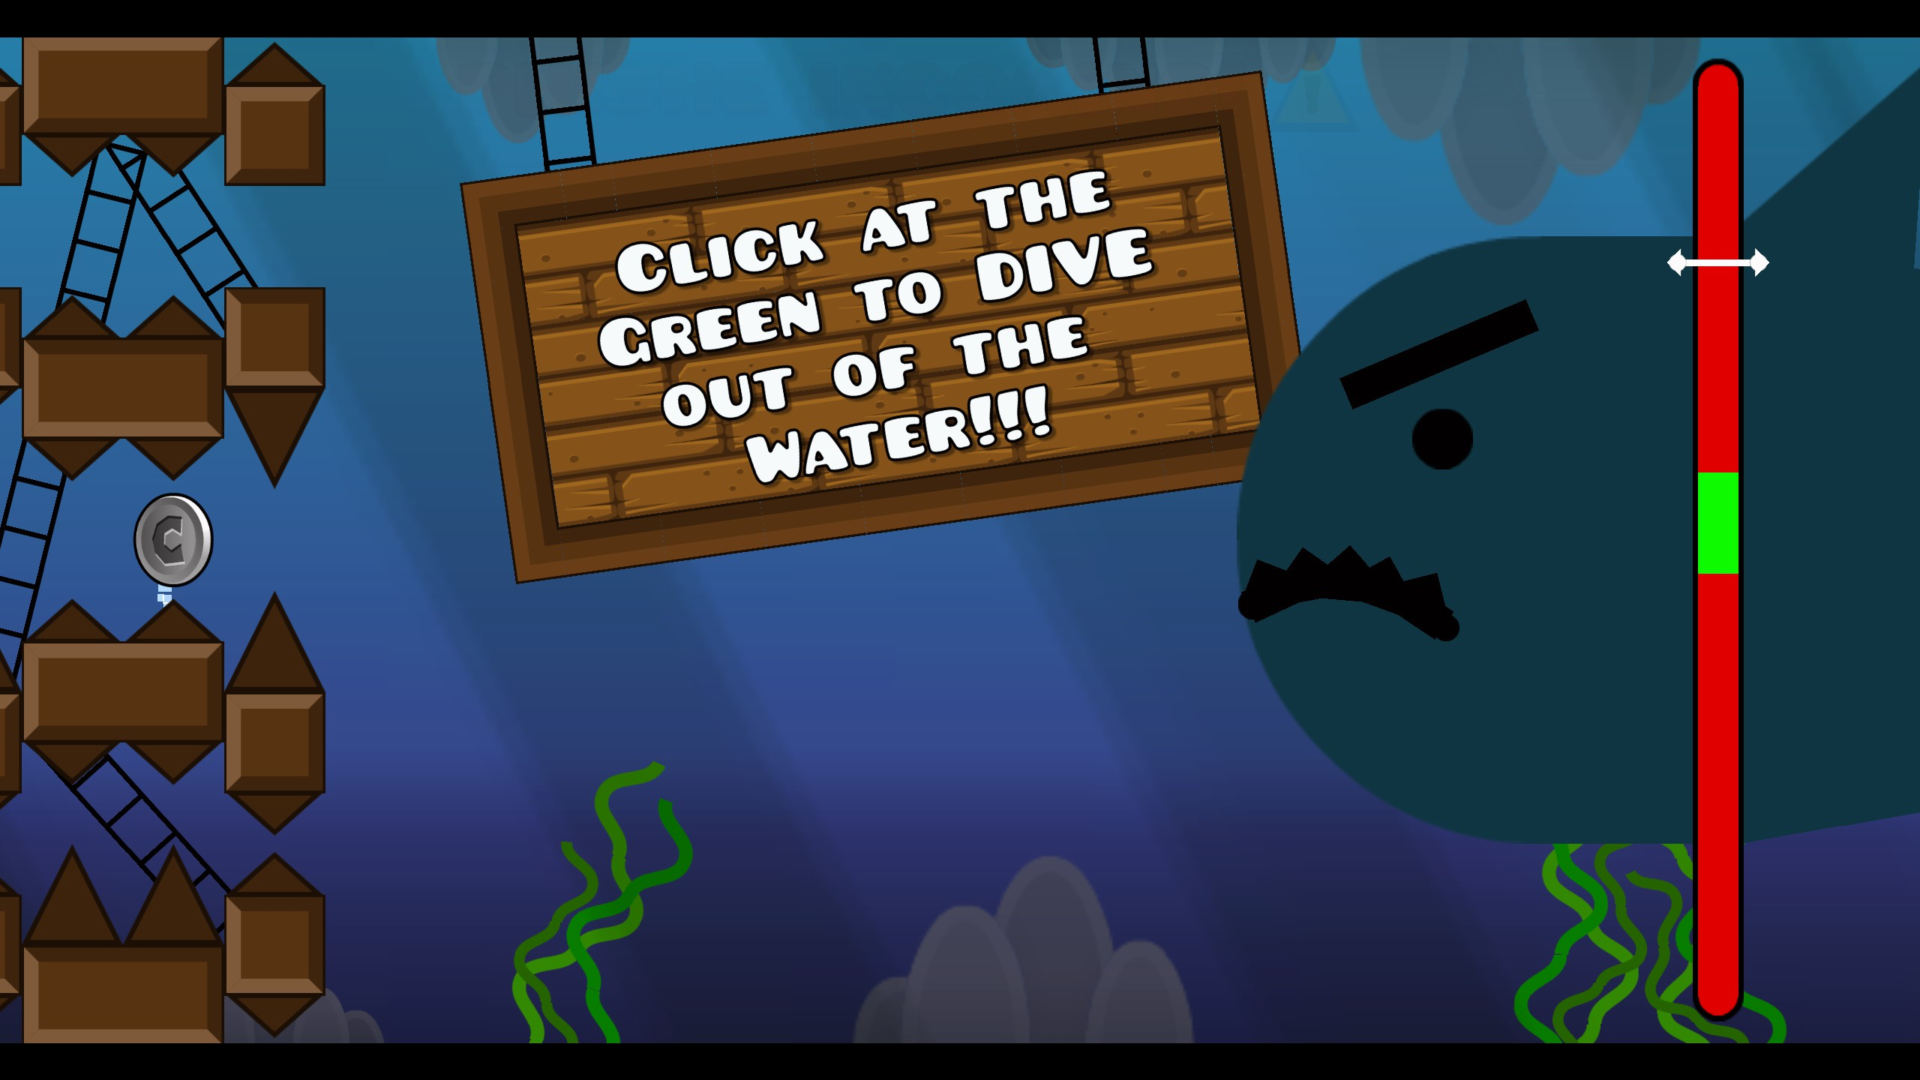 CLICK AT THE
GREEN TO DIVE
OUT OF THE
WATER!!!